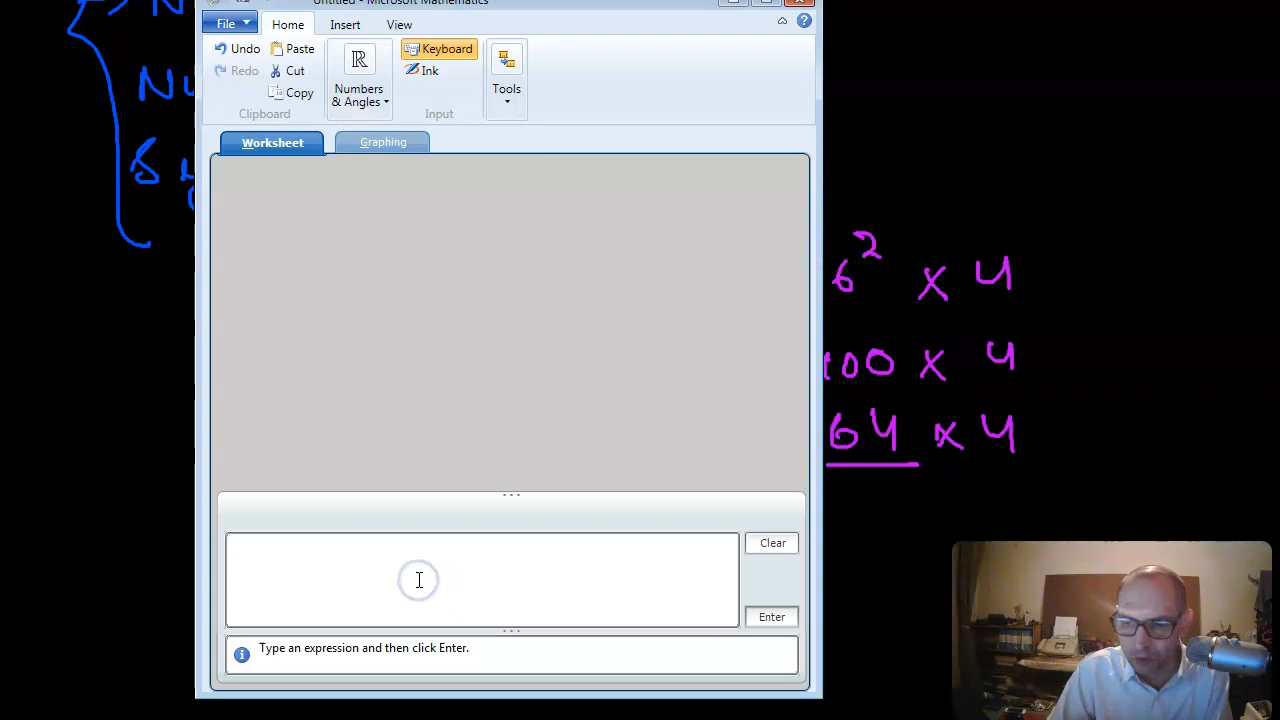 Untitled - Microsoft Mathematics
File Home Insert View
Undo Paste Keyboard
Redo Cut Ink
Copy
Numbers & Angles
Tools
Clipboard Input
Worksheet Graphing
6² x 4
100 x 4
64 x 4
Clear
Enter
Type an expression and then click Enter.